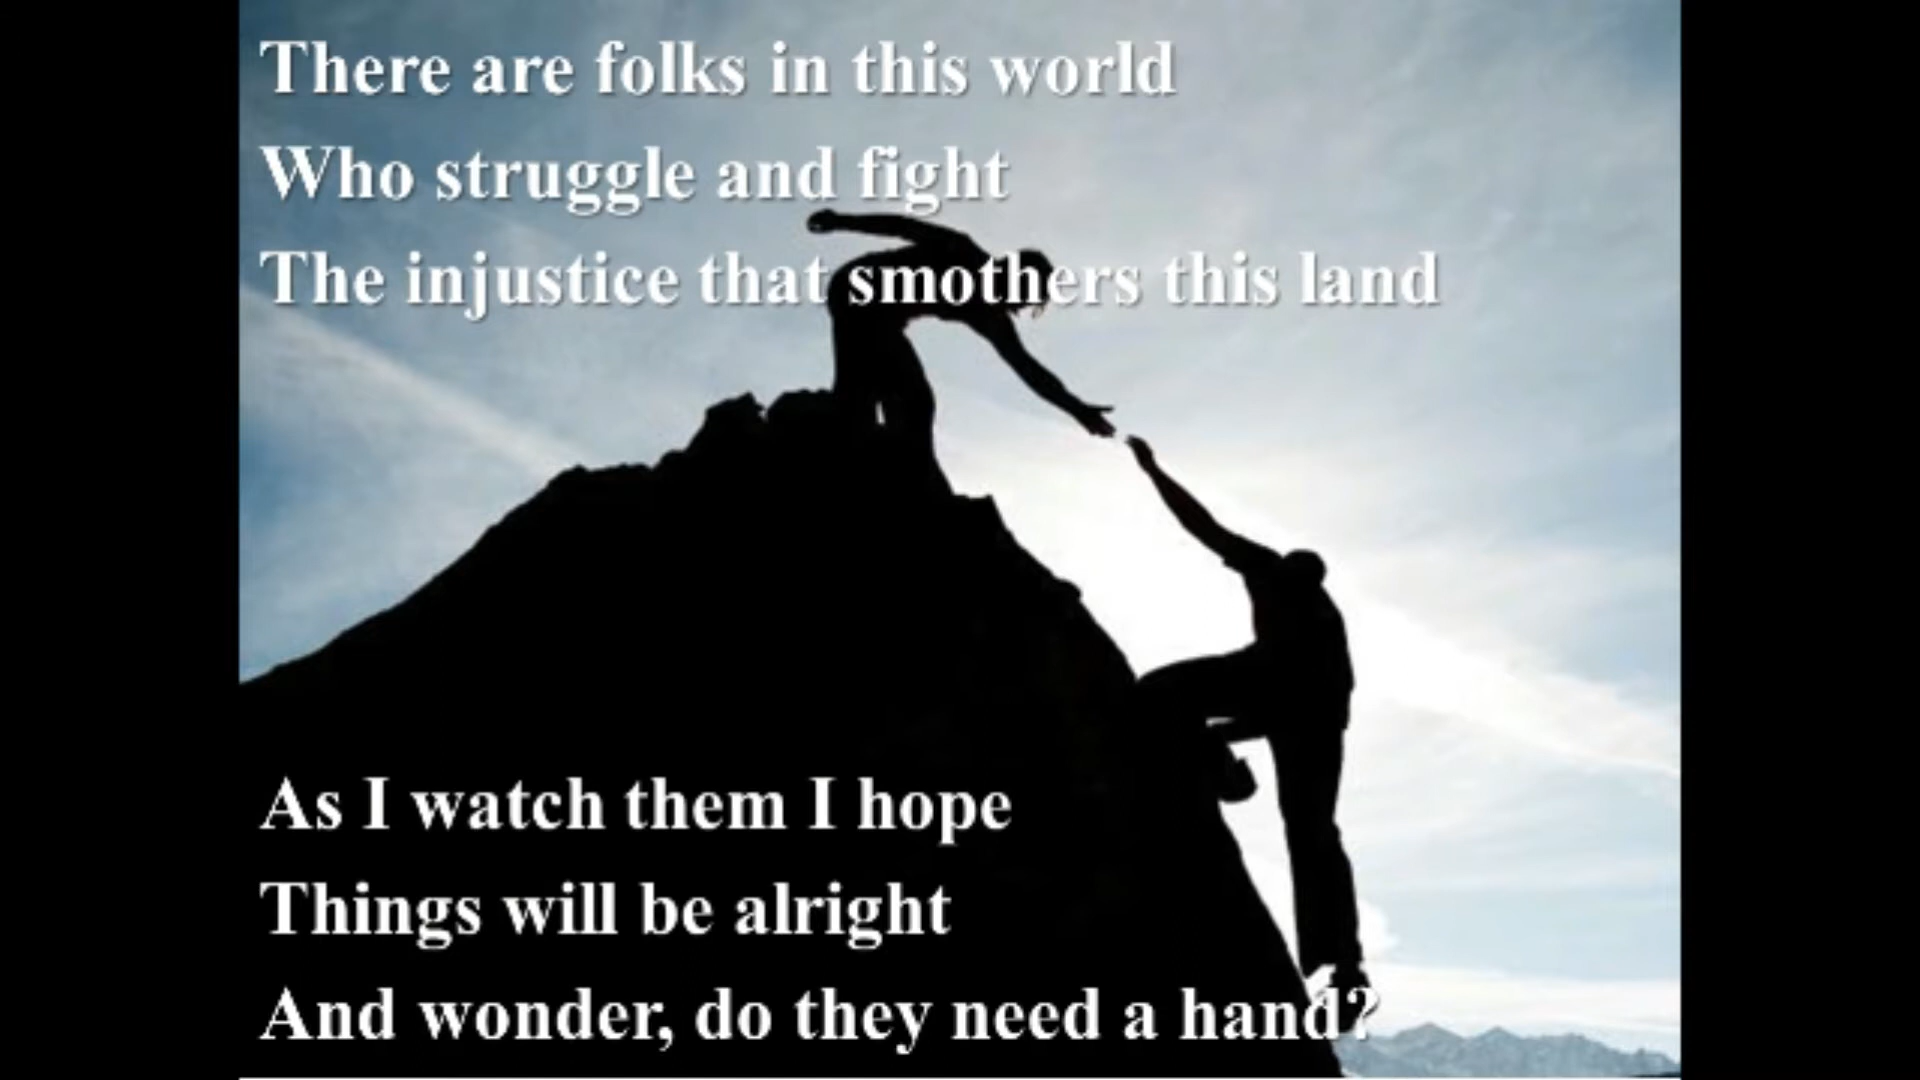 There are folks in this world
Who struggle and fight
The injustice that smothers this land
As I watch them I hope
Things will be alright
And wonder, do they need a hand?